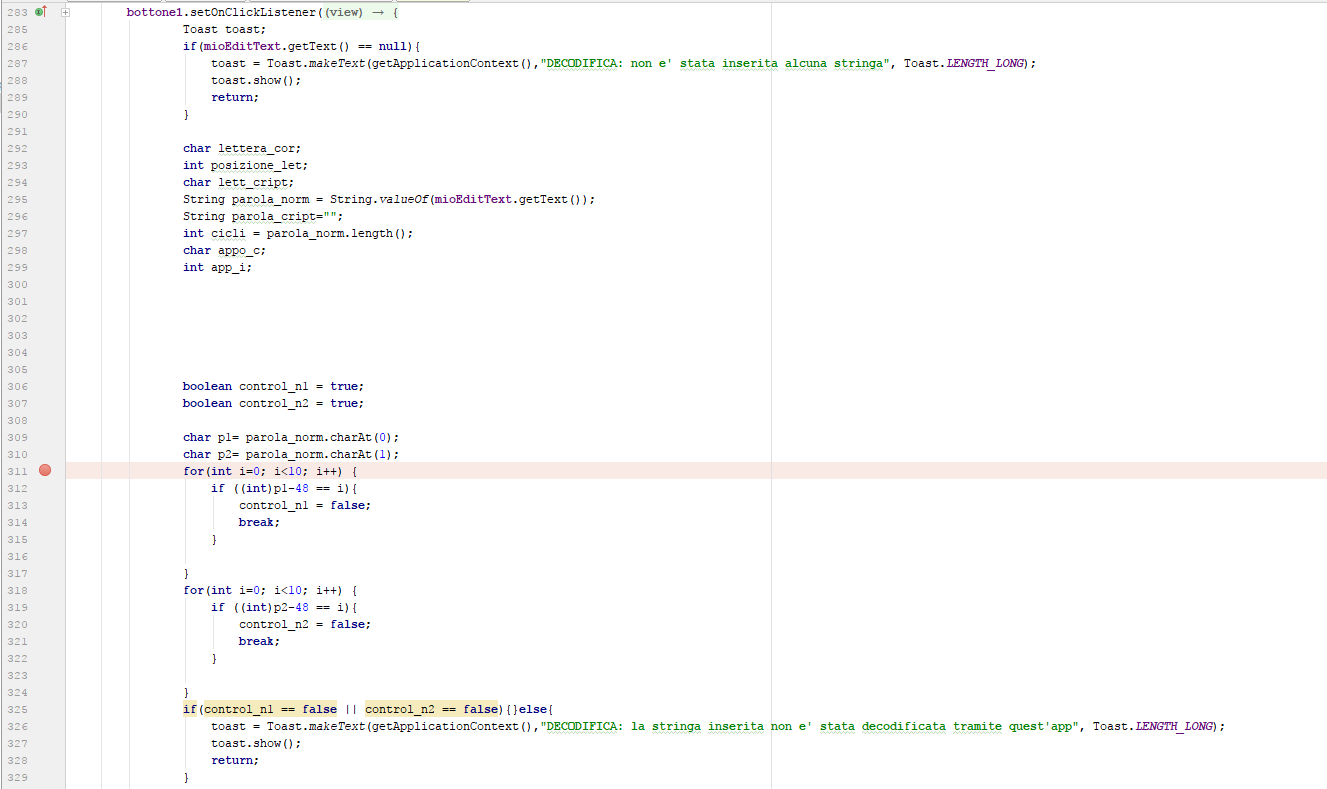 283 bottone1.setOnClickListener((view) → {
285 Toast toast;
286 if(mioEditText.getText() == null){
287 toast = Toast.makeText(getApplicationContext(),"DECODIFICA: non e' stata inserita alcuna stringa", Toast.LENGTH_LONG);
288 toast.show();
289 return;
290 }
291
292 char lettera_cor;
293 int posizione_let;
294 char lett_cript;
295 String parola_norm = String.valueOf(mioEditText.getText());
296 String parola_cript="";
297 int cicli = parola_norm.length();
298 char appo_c;
299 int app_i;
300
301
302
303
304
305
306 boolean control_n1 = true;
307 boolean control_n2 = true;
308
309 char p1= parola_norm.charAt(0);
310 char p2= parola_norm.charAt(1);
311 for(int i=0; i<10; i++) {
312 if ((int)p1-48 == i){
313 control_n1 = false;
314 break;
315 }
316
317 }
318 for(int i=0; i<10; i++) {
319 if ((int)p2-48 == i){
320 control_n2 = false;
321 break;
322 }
323
324 }
325 if(control_n1 == false || control_n2 == false){}else{
326 toast = Toast.makeText(getApplicationContext(),"DECODIFICA: la stringa inserita non e' stata decodificata tramite quest'app", Toast.LENGTH_LONG);
327 toast.show();
328 return;
329 }